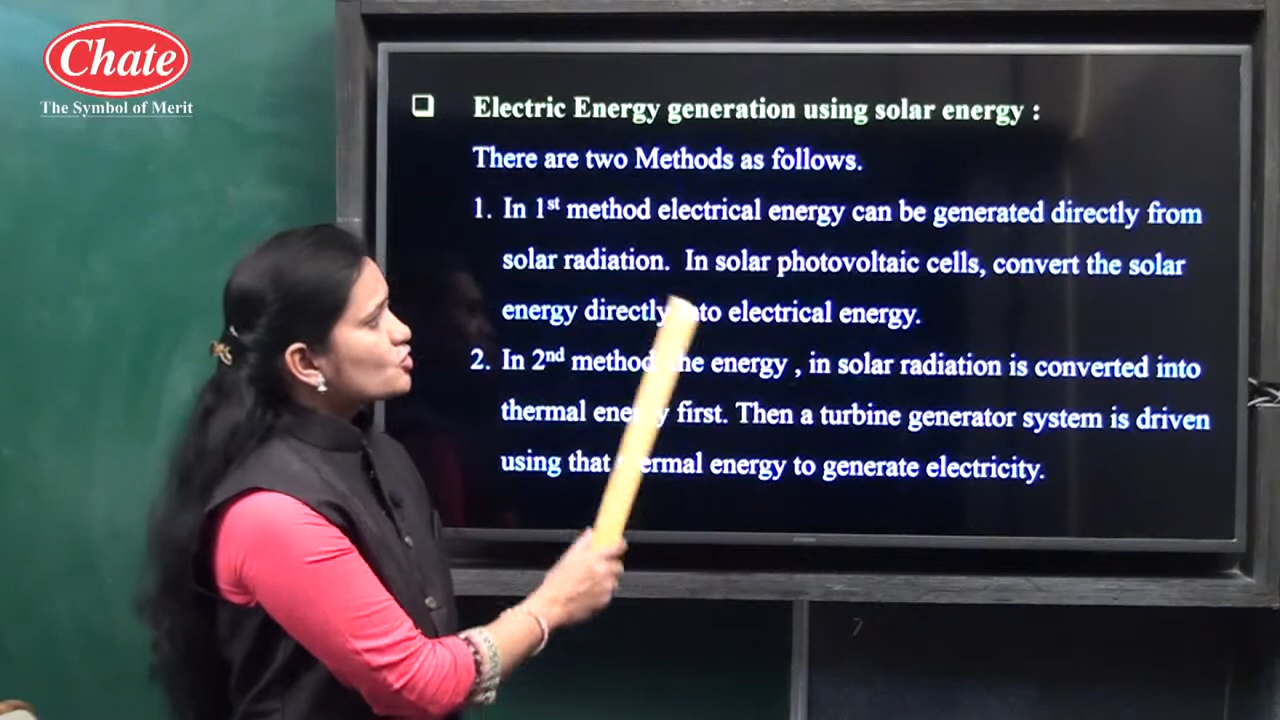 Chate
The Symbol of Merit
❑ Electric Energy generation using solar energy :
There are two Methods as follows.
1. In 1st method electrical energy can be generated directly from
solar radiation. In solar photovoltaic cells, convert the solar
energy directly into electrical energy.
2. In 2nd method the energy , in solar radiation is converted into
thermal energy first. Then a turbine generator system is driven
using that thermal energy to generate electricity.